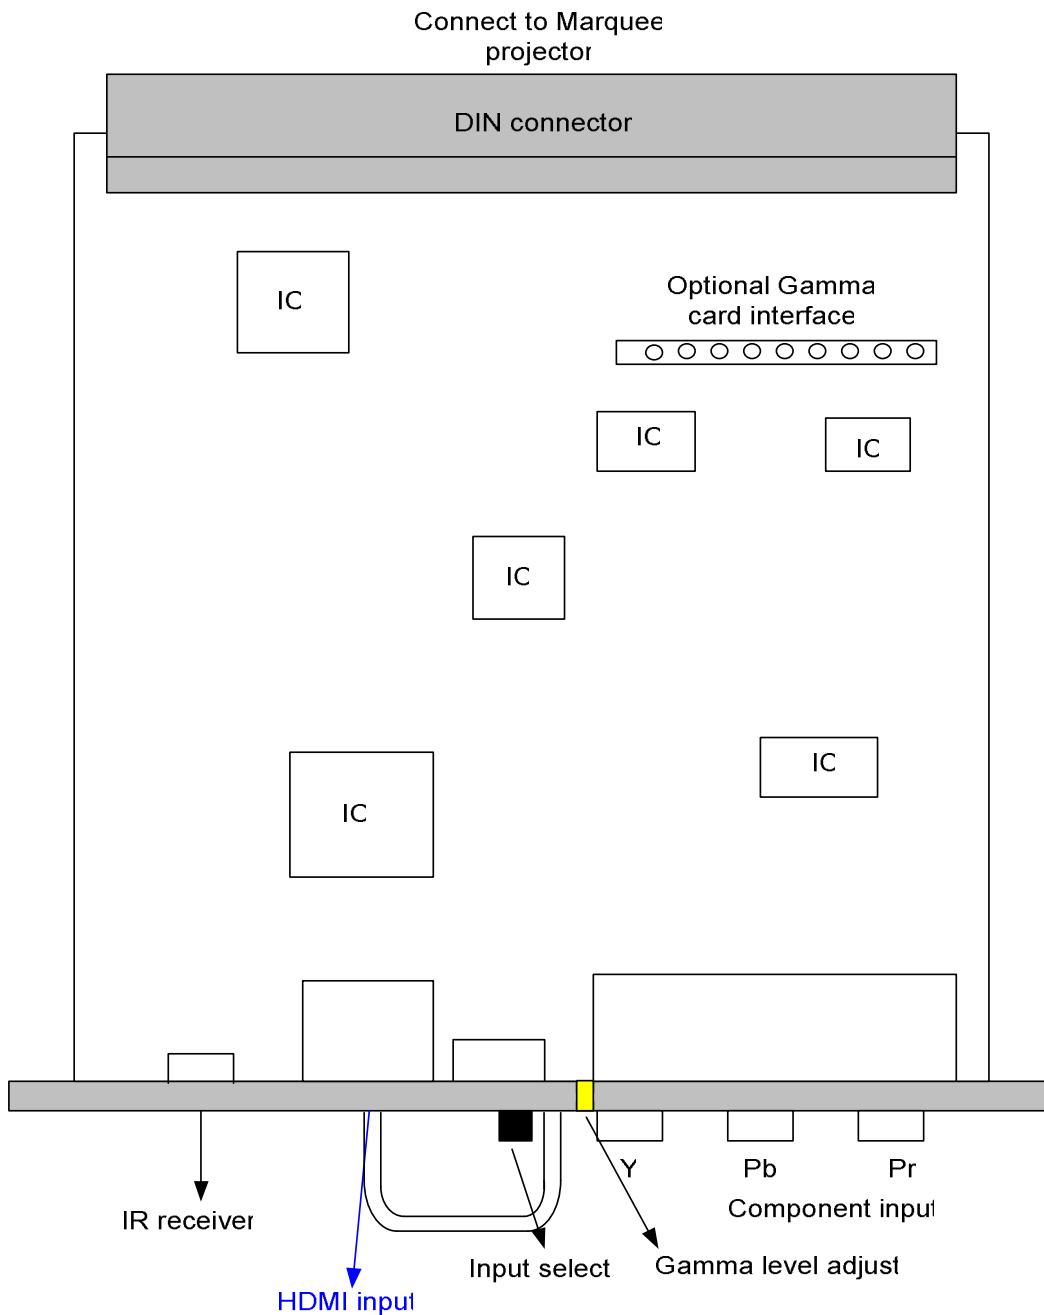 Connect to Marquee
projector
DIN connector
IC
Optional Gamma
card interface
IC
IC
IC
IC
IC
Y
Pb
Pr
Component input
IR receiver
Input select
Gamma level adjust
HDMI input